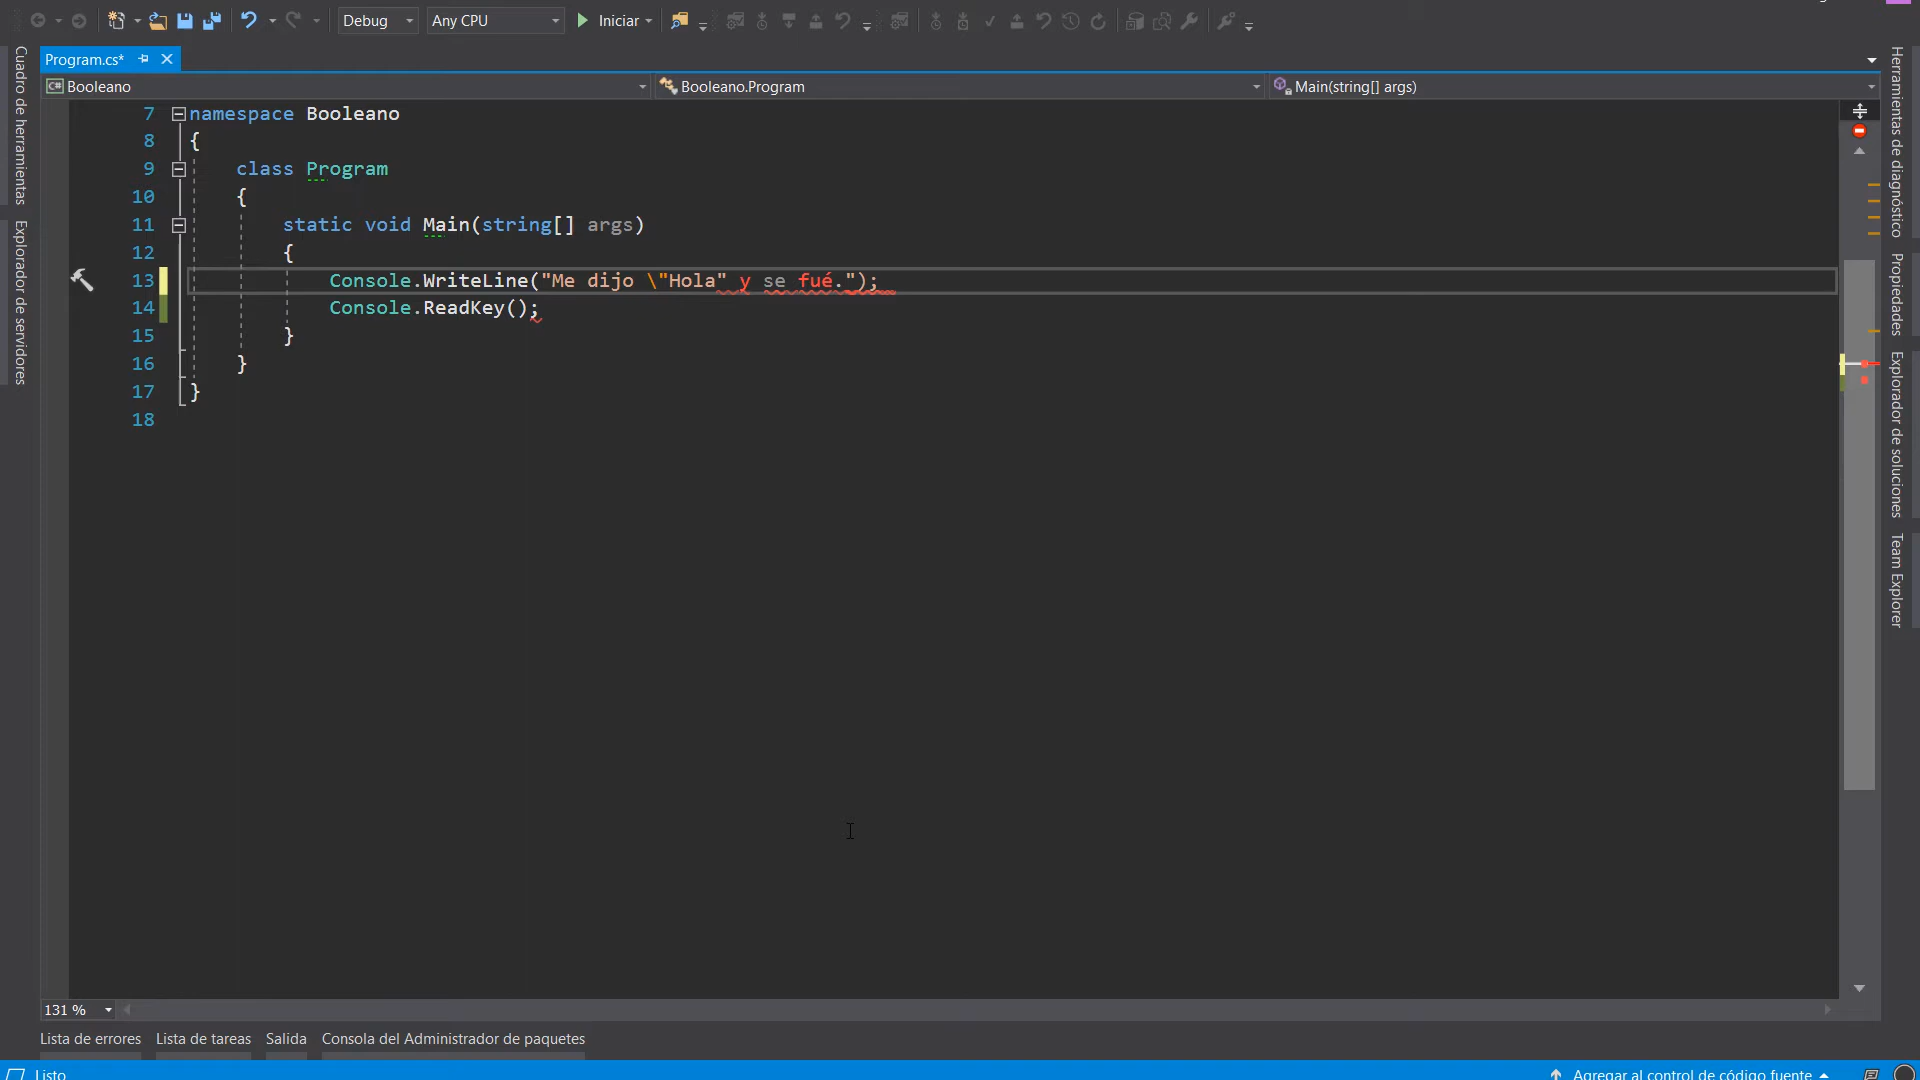 Debug Any CPU Iniciar
Program.cs*
Booleano Booleano.Program Main(string[] args)
7 namespace Booleano
8 {
9 class Program
10 {
11 static void Main(string[] args)
12 {
13 Console.WriteLine("Me dijo \"Hola" y se fué.");
14 Console.ReadKey();
15 }
16 }
17 }
18
Cuadro de herramientas
Explorador de servidores
Herramientas de diagnóstico
Propiedades
Explorador de soluciones
Team Explorer
131 %
Lista de errores Lista de tareas Salida Consola del Administrador de paquetes
Listo Agregar al control de código fuente